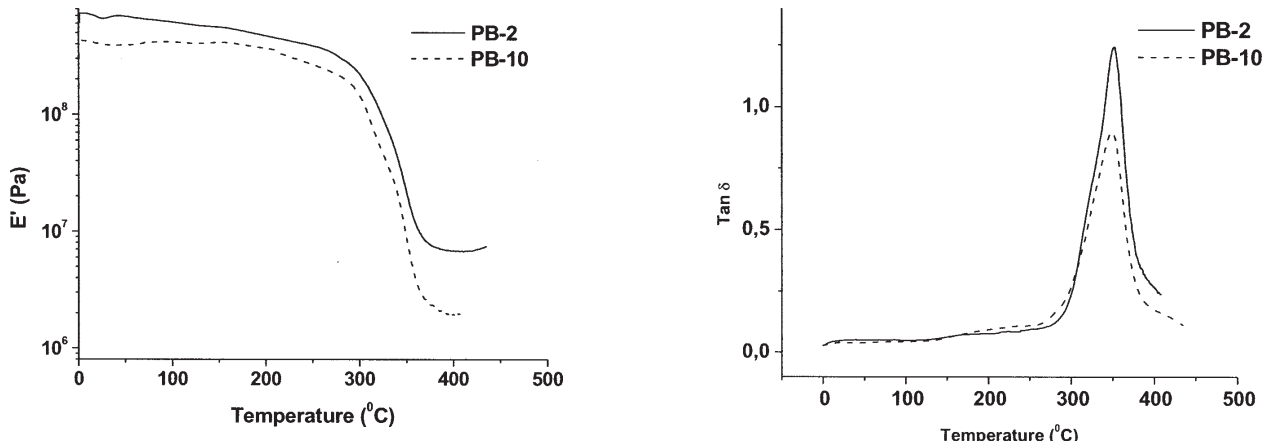 PB-2
PB-10
10⁸
10⁷
10⁶
E' (Pa)
0 100 200 300 400 500
Temperature (⁰C)
PB-2
PB-10
1,0
0,5
0,0
Tan δ
0 100 200 300 400 500
Temperature (⁰C)